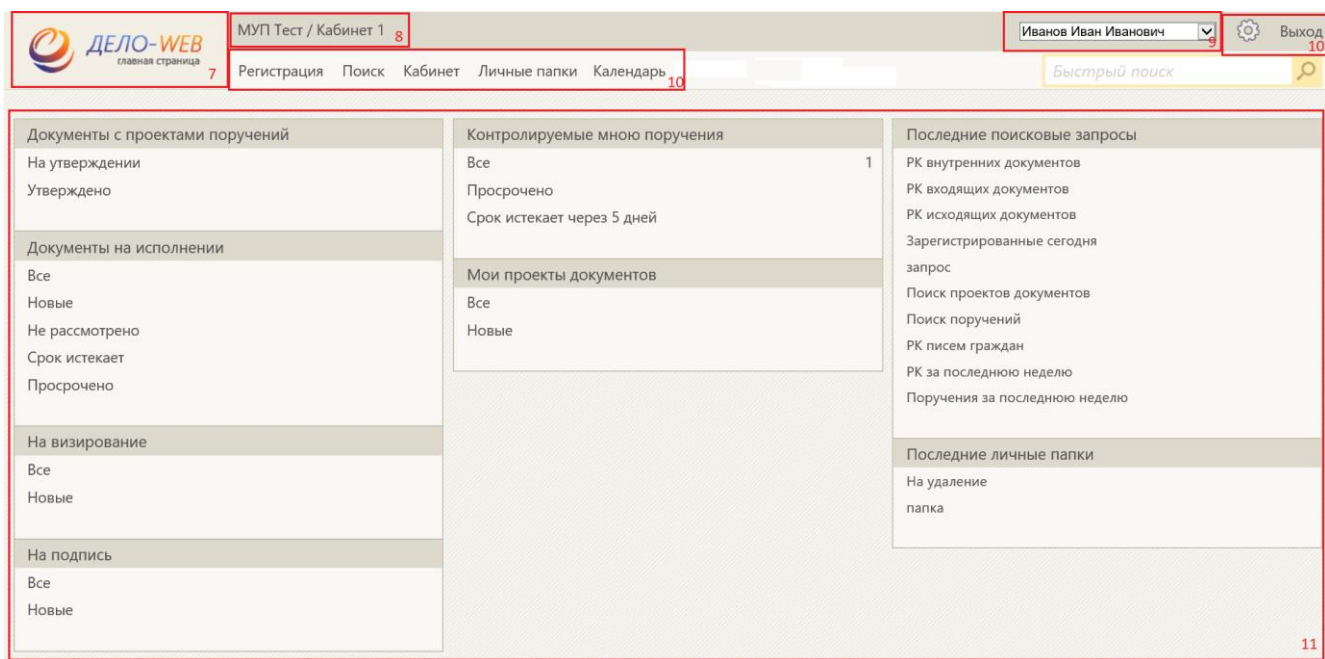 ДЕЛО-WEB
главная страница
7
МУП Тест / Кабинет 1 8
Иванов Иван Иванович 9
Выход
10
Регистрация Поиск Кабинет Личные папки Календарь 10
Быстрый поиск
Документы с проектами поручений
На утверждении
Утверждено
Документы на исполнении
Все
Новые
Не рассмотрено
Срок истекает
Просрочено
На визирование
Все
Новые
На подпись
Все
Новые
Контролируемые мною поручения
Все 1
Просрочено
Срок истекает через 5 дней
Мои проекты документов
Все
Новые
Последние поисковые запросы
РК внутренних документов
РК входящих документов
РК исходящих документов
Зарегистрированные сегодня
запрос
Поиск проектов документов
Поиск поручений
РК писем граждан
РК за последнюю неделю
Поручения за последнюю неделю
Последние личные папки
На удаление
папка
11